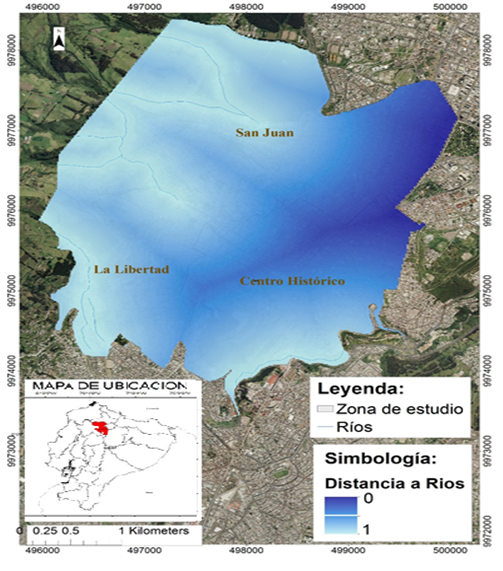 496000 497000 498000 499000 500000
9978000
9977000
9976000
9975000
9974000
9973000
9972000
San Juan
La Libertad
Centro Histórico
MAPA DE UBICACION
Leyenda:
Zona de estudio
Ríos
Simbología:
Distancia a Rios
0
1
0 0.25 0.5 1 Kilometers
496000 497000 498000 499000 500000